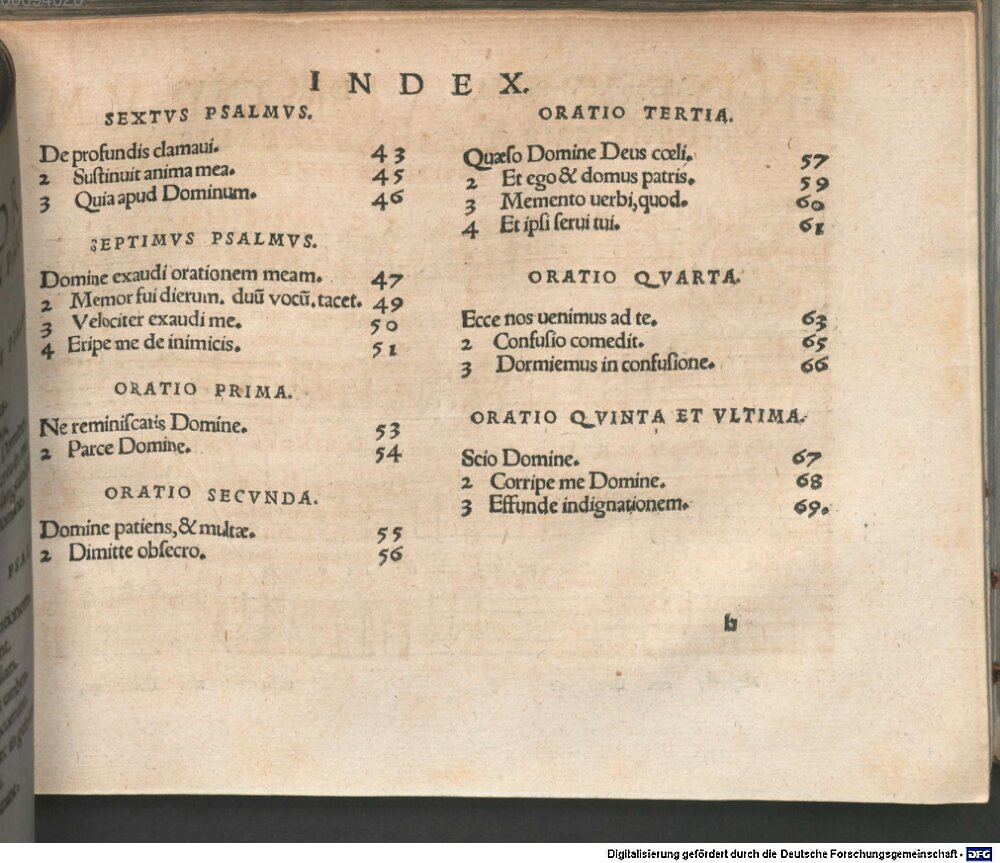 INDEX.
SEXTVS PSALMVS.
De profundis clamaui. 43
2 Suſtinuit anima mea. 45
3 Quia apud Dominum. 46
SEPTIMVS PSALMVS.
Domine exaudi orationem meam. 47
2 Memor fui dierum. duū vocū. tacet. 49
3 Velociter exaudi me. 50
4 Eripe me de inimicis. 51
ORATIO PRIMA.
Ne reminiſcaris Domine. 53
2 Parce Domine. 54
ORATIO SECVNDA.
Domine patiens, & multæ. 55
2 Dimitte obſecro. 56
ORATIO TERTIA.
Quæſo Domine Deus cœli. 57
2 Et ego & domus patris. 59
3 Memento uerbi, quod. 60
4 Et ipſi ſerui tui. 61
ORATIO QVARTA.
Ecce nos uenimus ad te. 63
2 Confuſio comedit. 65
3 Dormiemus in confuſione. 66
ORATIO QVINTA ET VLTIMA.
Scio Domine. 67
2 Corripe me Domine. 68
3 Effunde indignationem. 69.
b
Digitalisierung gefördert durch die Deutsche Forschungsgemeinschaft - DFG